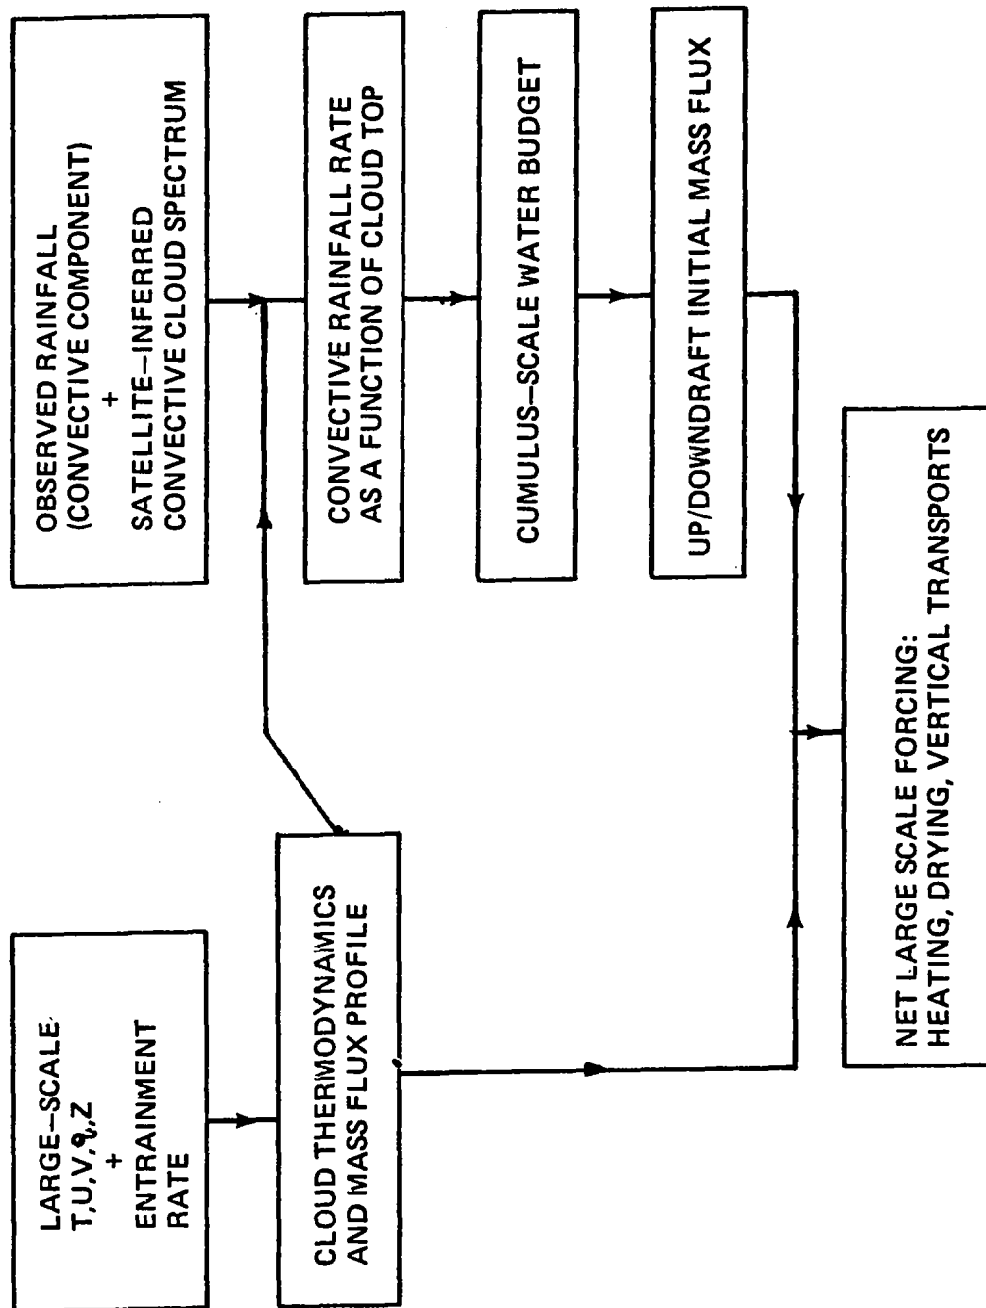 LARGE–SCALE
T,U,V,q,Z
+
ENTRAINMENT
RATE
CLOUD THERMODYNAMICS
AND MASS FLUX PROFILE
OBSERVED RAINFALL
(CONVECTIVE COMPONENT)
+
SATELLITE–INFERRED
CONVECTIVE CLOUD SPECTRUM
CONVECTIVE RAINFALL RATE
AS A FUNCTION OF CLOUD TOP
CUMULUS–SCALE WATER BUDGET
UP/DOWNDRAFT INITIAL MASS FLUX
NET LARGE SCALE FORCING:
HEATING, DRYING, VERTICAL TRANSPORTS